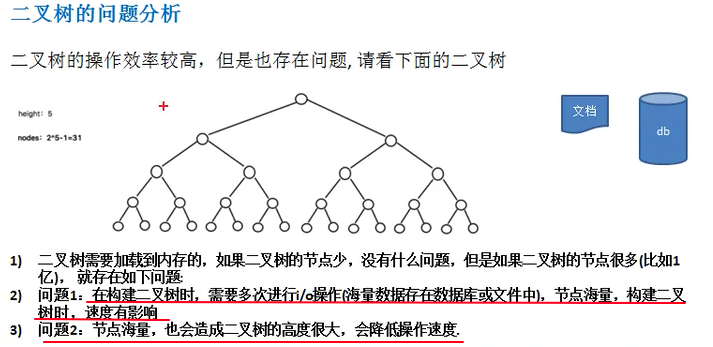 二叉树的问题分析
二叉树的操作效率较高，但是也存在问题, 请看下面的二叉树
height: 5
nodes: 2^5-1=31
文档
db
1) 二叉树需要加载到内存的，如果二叉树的节点少，没有什么问题，但是如果二叉树的节点很多(比如1
亿)， 就存在如下问题:
2) 问题1：在构建二叉树时，需要多次进行i/o操作(海量数据存在数据库或文件中)，节点海量，构建二叉
树时，速度有影响
3) 问题2：节点海量，也会造成二叉树的高度很大，会降低操作速度.